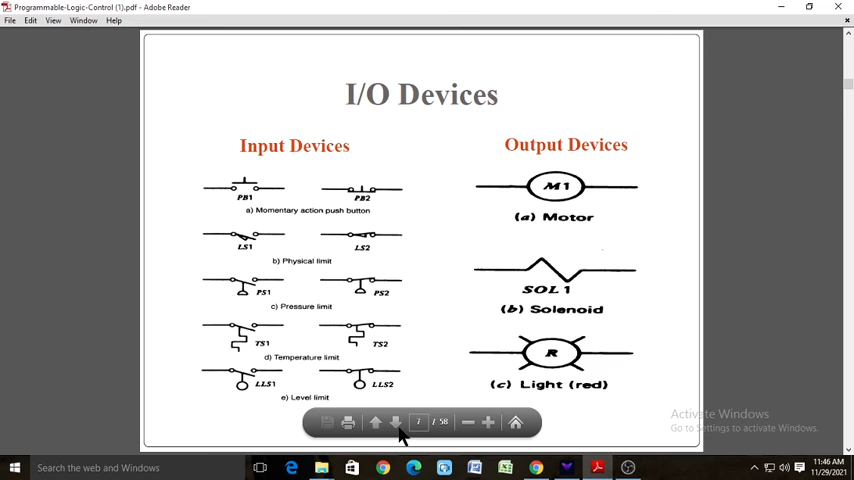 Programmable-Logic-Control (1).pdf - Adobe Reader
File Edit View Window Help
I/O Devices
Input Devices
PB1 PB2
a) Momentary action push button
LS1 LS2
b) Physical limit
PS1 PS2
c) Pressure limit
TS1 TS2
d) Temperature limit
LLS1 LLS2
e) Level limit
Output Devices
M1
(a) Motor
SOL 1
(b) Solenoid
R
(c) Light (red)
7 / 58
Activate Windows
Go to Settings to activate Windows.
Search the web and Windows
11:46 AM
11/29/2021